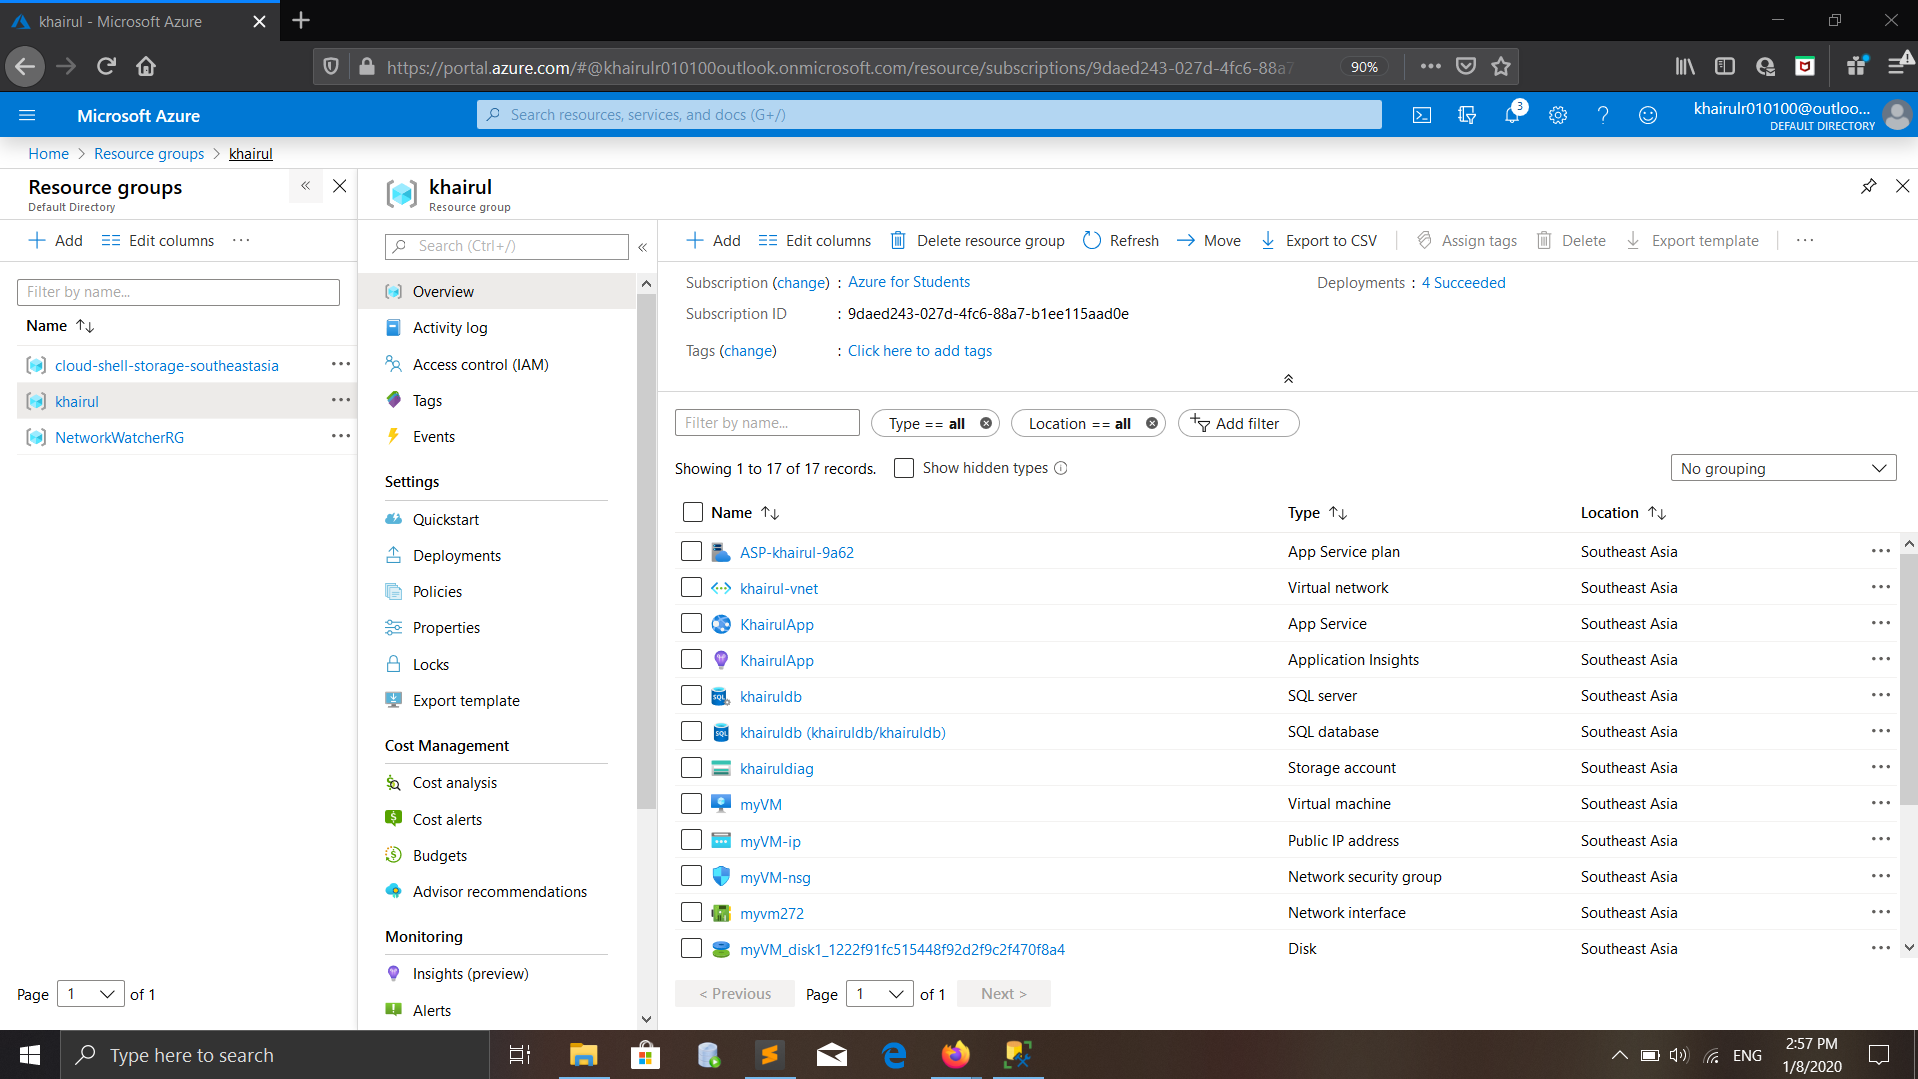 khairul - Microsoft Azure
https://portal.azure.com/#@khairulr010100outlook.onmicrosoft.com/resource/subscriptions/9daed243-027d-4fc6-88a7
90%
Microsoft Azure
Search resources, services, and docs (G+/)
3
khairulr010100@outloo...
DEFAULT DIRECTORY
Home > Resource groups > khairul
Resource groups
Default Directory
Add Edit columns
Filter by name...
Name
cloud-shell-storage-southeastasia
khairul
NetworkWatcherRG
Page 1 of 1
khairul
Resource group
Search (Ctrl+/)
Overview
Activity log
Access control (IAM)
Tags
Events
Settings
Quickstart
Deployments
Policies
Properties
Locks
Export template
Cost Management
Cost analysis
Cost alerts
Budgets
Advisor recommendations
Monitoring
Insights (preview)
Alerts
Add Edit columns Delete resource group Refresh Move Export to CSV Assign tags Delete Export template
Subscription (change) : Azure for Students
Deployments : 4 Succeeded
Subscription ID : 9daed243-027d-4fc6-88a7-b1ee115aad0e
Tags (change) : Click here to add tags
Filter by name... Type == all Location == all Add filter
Showing 1 to 17 of 17 records. Show hidden types
No grouping
Name Type Location
ASP-khairul-9a62 App Service plan Southeast Asia
khairul-vnet Virtual network Southeast Asia
KhairulApp App Service Southeast Asia
KhairulApp Application Insights Southeast Asia
khairuldb SQL server Southeast Asia
khairuldb (khairuldb/khairuldb) SQL database Southeast Asia
khairuldiag Storage account Southeast Asia
myVM Virtual machine Southeast Asia
myVM-ip Public IP address Southeast Asia
myVM-nsg Network security group Southeast Asia
myvm272 Network interface Southeast Asia
myVM_disk1_1222f91fc515448f92d2f9c2f470f8a4 Disk Southeast Asia
< Previous Page 1 of 1 Next >
Type here to search
ENG
2:57 PM
1/8/2020